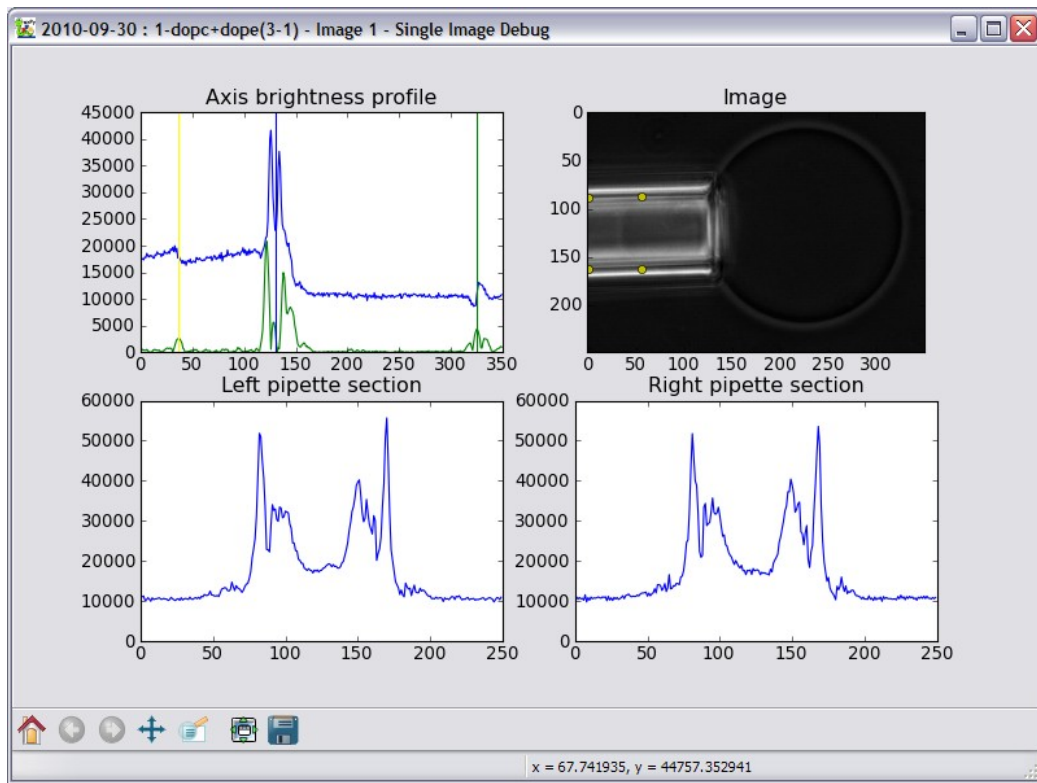 2010-09-30 : 1-dopc+dope(3-1) - Image 1 - Single Image Debug
Axis brightness profile
45000
40000
35000
30000
25000
20000
15000
10000
5000
0
0 50 100 150 200 250 300 350
Image
0
50
100
150
200
0 50 100 150 200 250 300
Left pipette section
60000
50000
40000
30000
20000
10000
0
0 50 100 150 200 250
Right pipette section
60000
50000
40000
30000
20000
10000
0
0 50 100 150 200 250
x = 67.741935, y = 44757.352941